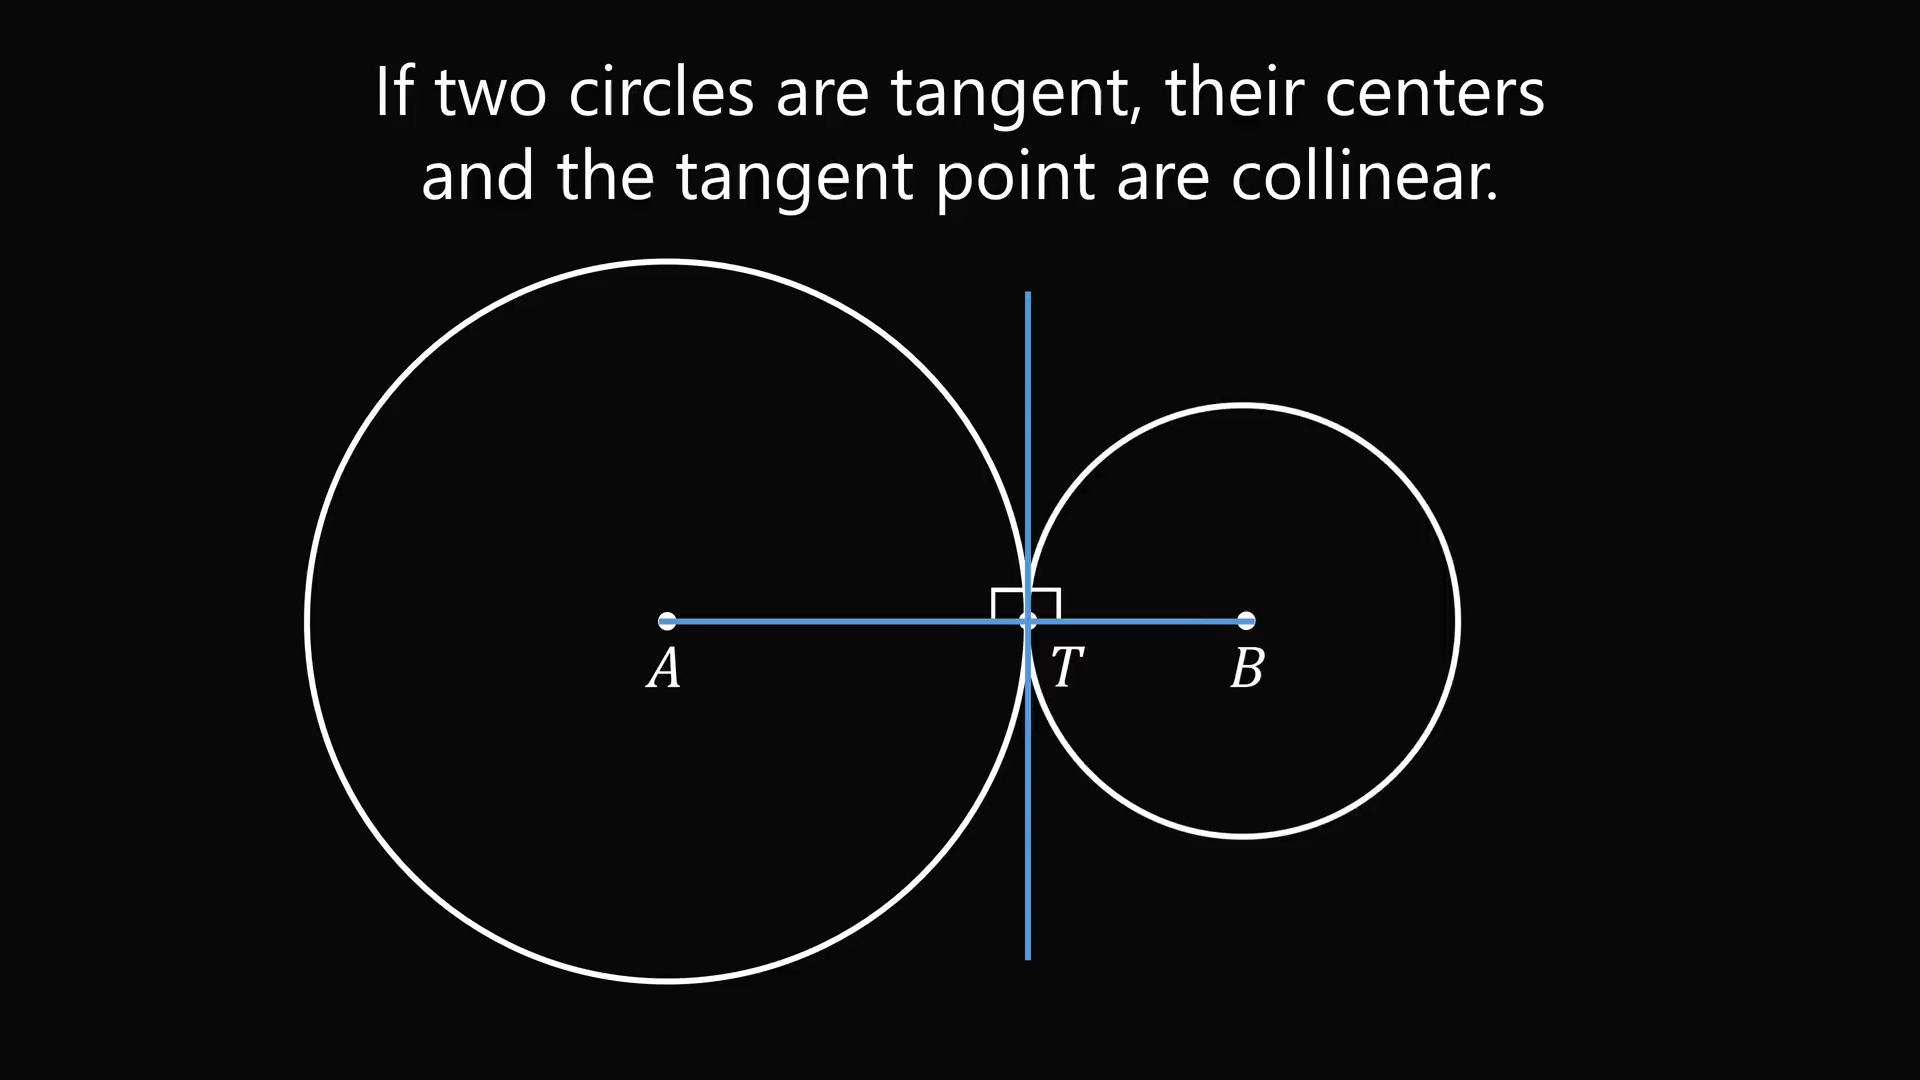 If two circles are tangent, their centers
and the tangent point are collinear.
A
T
B